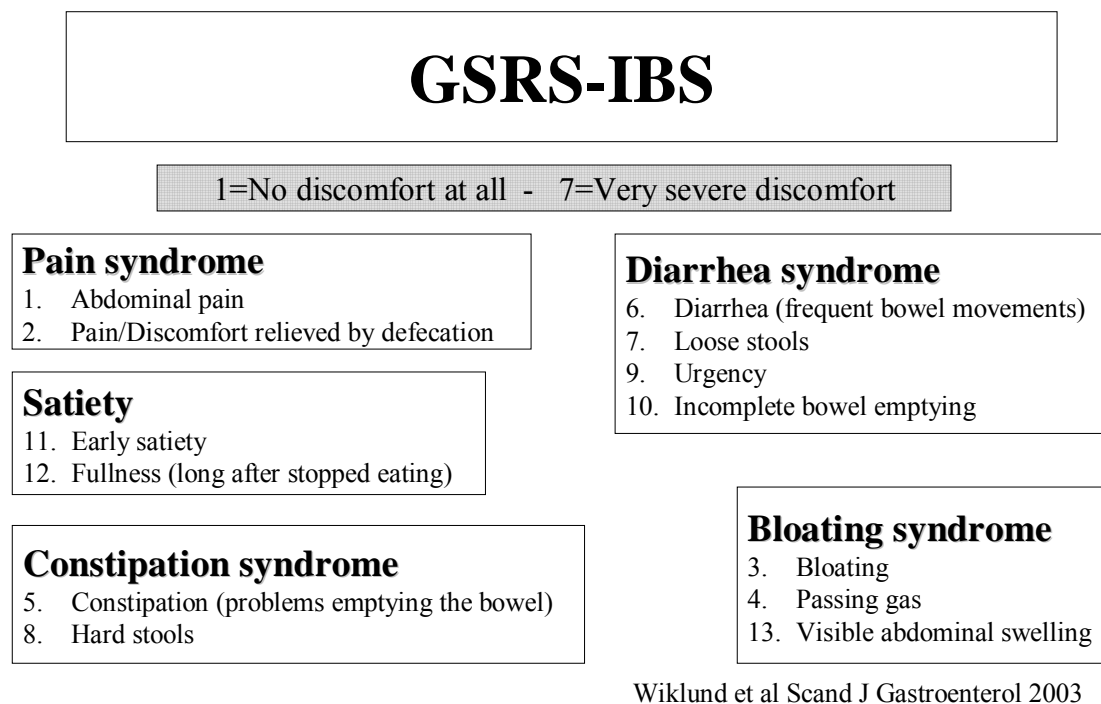 GSRS-IBS
1=No discomfort at all - 7=Very severe discomfort
Pain syndrome
1. Abdominal pain
2. Pain/Discomfort relieved by defecation
Satiety
11. Early satiety
12. Fullness (long after stopped eating)
Constipation syndrome
5. Constipation (problems emptying the bowel)
8. Hard stools
Diarrhea syndrome
6. Diarrhea (frequent bowel movements)
7. Loose stools
9. Urgency
10. Incomplete bowel emptying
Bloating syndrome
3. Bloating
4. Passing gas
13. Visible abdominal swelling
Wiklund et al Scand J Gastroenterol 2003